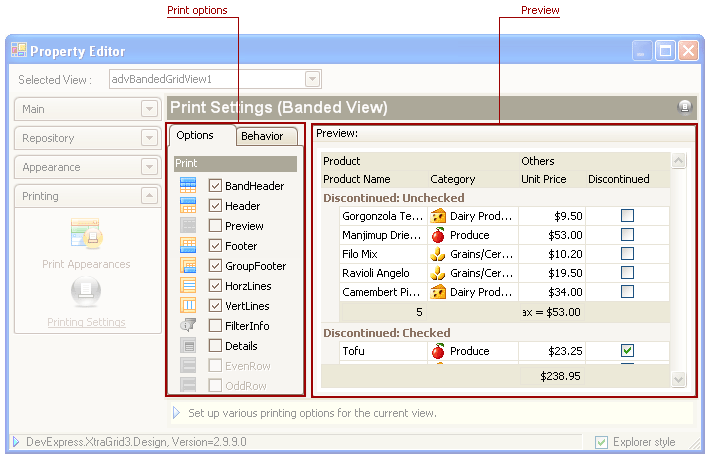 Print options Preview
Property Editor
Selected View : advBandedGridView1
Main
Repository
Appearance
Printing
Print Appearances
Printing Settings
Print Settings (Banded View)
Options Behavior
Print
BandHeader
Header
Preview
Footer
GroupFooter
HorzLines
VertLines
FilterInfo
Details
EvenRow
OddRow
Preview:
Product Others
Product Name Category Unit Price Discontinued
Discontinued: Unchecked
Gorgonzola Te... Dairy Prod... $9.50
Manjimup Drie... Produce $53.00
Filo Mix Grains/Cer... $10.20
Ravioli Angelo Grains/Cer... $19.50
Camembert Pi... Dairy Prod... $34.00
5 ax = $53.00
Discontinued: Checked
Tofu Produce $23.25
$238.95
Set up various printing options for the current view.
DevExpress.XtraGrid3.Design, Version=2.9.9.0 Explorer style